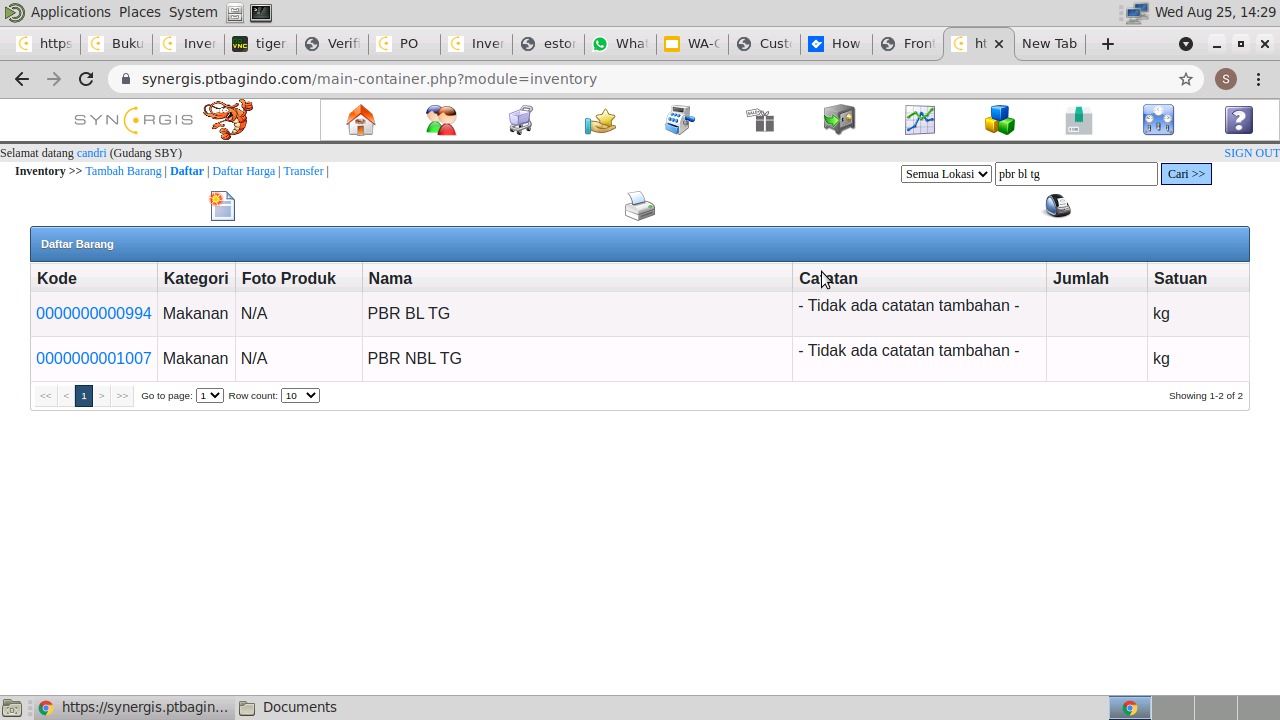 Applications Places System Wed Aug 25, 14:29
https Buku Inver VNC tiger Verifi PO Inver estor What WA-C Cust How Front ht New Tab
synergis.ptbagindo.com/main-container.php?module=inventory S
SYNERGIS
Selamat datang candri (Gudang SBY) SIGN OUT
Inventory >> Tambah Barang | Daftar | Daftar Harga | Transfer | Semua Lokasi pbr bl tg Cari >>
Daftar Barang
Kode Kategori Foto Produk Nama Catatan Jumlah Satuan
0000000000994 Makanan N/A PBR BL TG - Tidak ada catatan tambahan - kg
0000000001007 Makanan N/A PBR NBL TG - Tidak ada catatan tambahan - kg
<< < 1 > >> Go to page: 1 Row count: 10 Showing 1-2 of 2
https://synergis.ptbagin... Documents